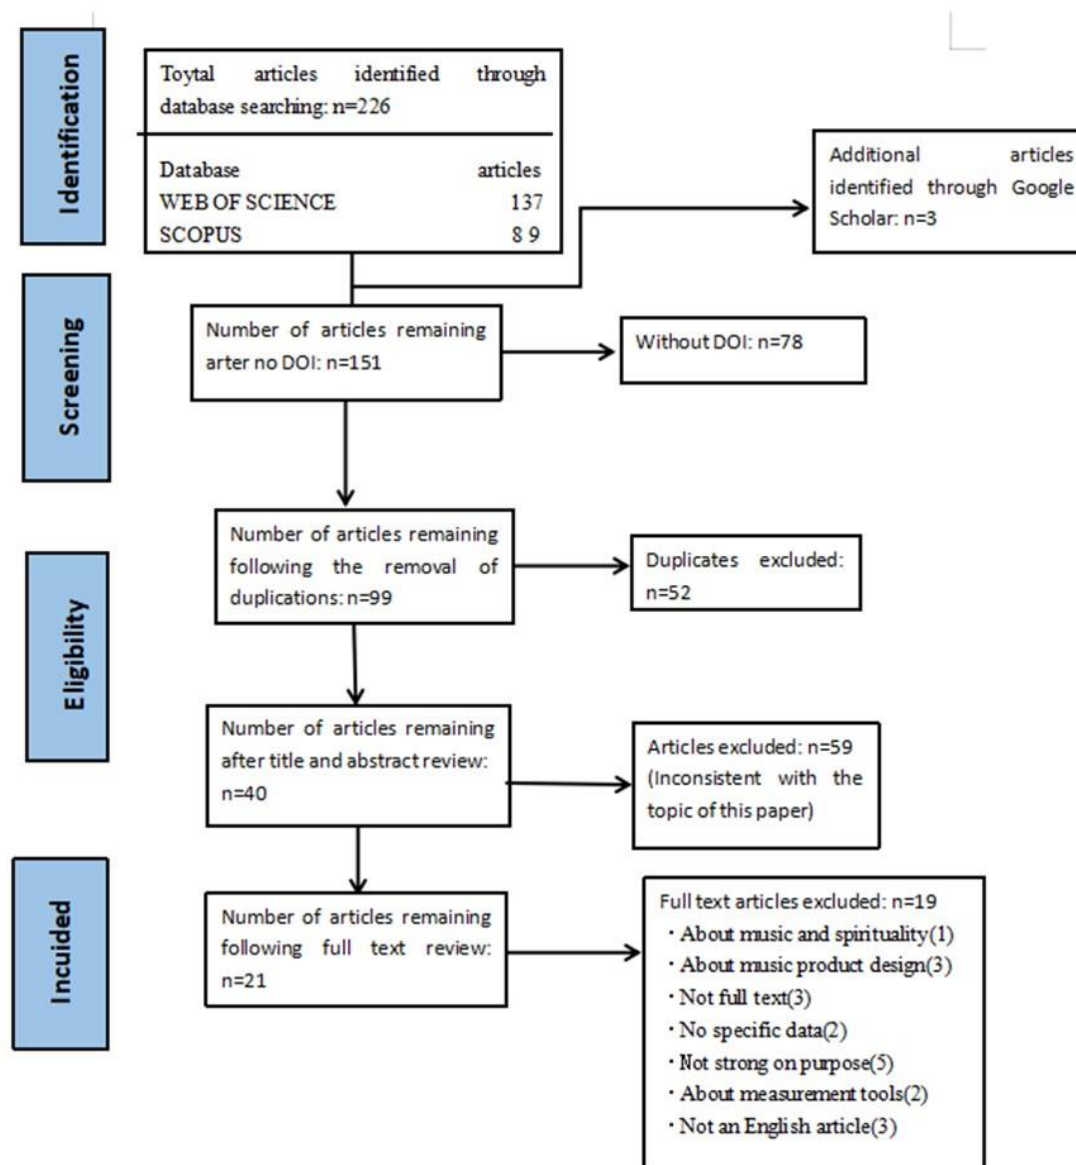 Identification
Toytal articles identified through
database searching: n=226
Database articles
WEB OF SCIENCE 137
SCOPUS 8 9
Additional articles
identified through Google
Scholar: n=3
Screening
Number of articles remaining
arter no DOI: n=151
Without DOI: n=78
Eligibility
Number of articles remaining
following the removal of
duplications: n=99
Duplicates excluded:
n=52
Number of articles remaining
after title and abstract review:
n=40
Articles excluded: n=59
(Inconsistent with the
topic of this paper)
Incuided
Number of articles remaining
following full text review:
n=21
Full text articles excluded: n=19
· About music and spirituality(1)
· About music product design(3)
· Not full text(3)
· No specific data(2)
· Not strong on purpose(5)
· About measurement tools(2)
· Not an English article(3)